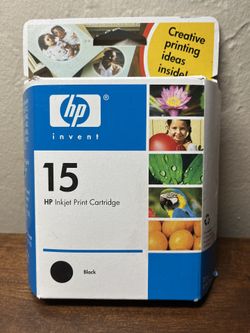 Creative
printing
ideas
inside!
hp
®
invent
15
HP Inkjet Print Cartridge
Black